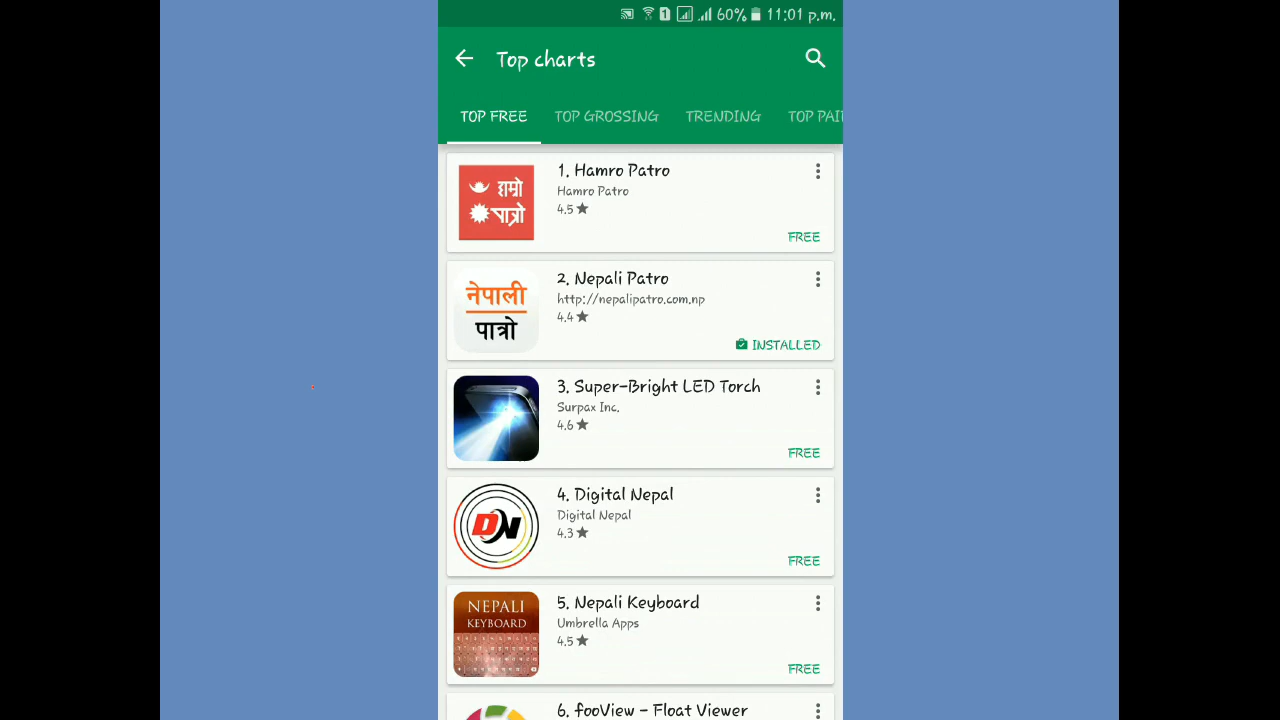 1 60% 11:01 p.m.
Top charts
TOP FREE TOP GROSSING TRENDING TOP PAI
हाम्रो
पात्रो
1. Hamro Patro
Hamro Patro
4.5
FREE
नेपाली
पात्रो
2. Nepali Patro
http://nepalipatro.com.np
4.4
INSTALLED
3. Super-Bright LED Torch
Surpax Inc.
4.6
FREE
DN
4. Digital Nepal
Digital Nepal
4.3
FREE
NEPALI
KEYBOARD
5. Nepali Keyboard
Umbrella Apps
4.5
FREE
6. fooView - Float Viewer